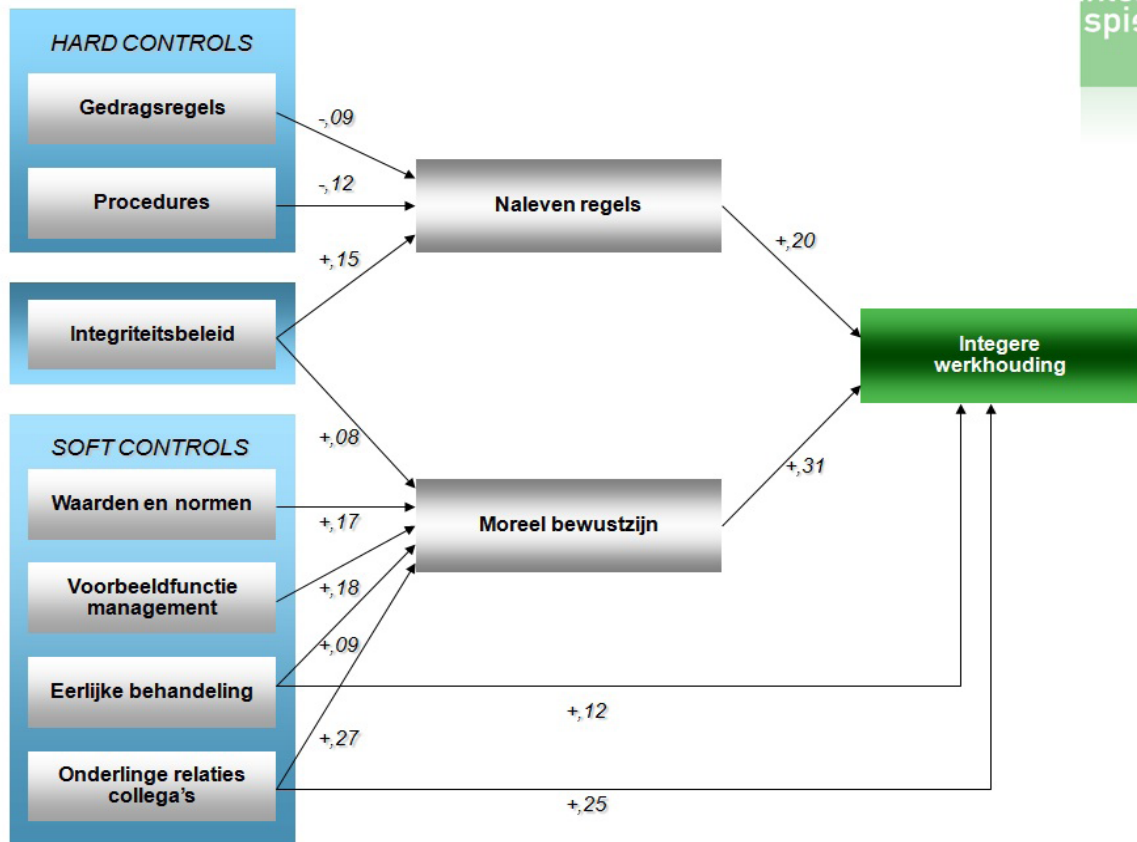 HARD CONTROLS
Gedragsregels
Procedures
Integriteitsbeleid
SOFT CONTROLS
Waarden en normen
Voorbeeldfunctie
management
Eerlijke behandeling
Onderlinge relaties
collega's
-,09
-,12
+,15
+,08
+,17
+,18
+,09
+,27
Naleven regels
Moreel bewustzijn
+,20
+,31
+,12
+,25
Integere
werkhouding